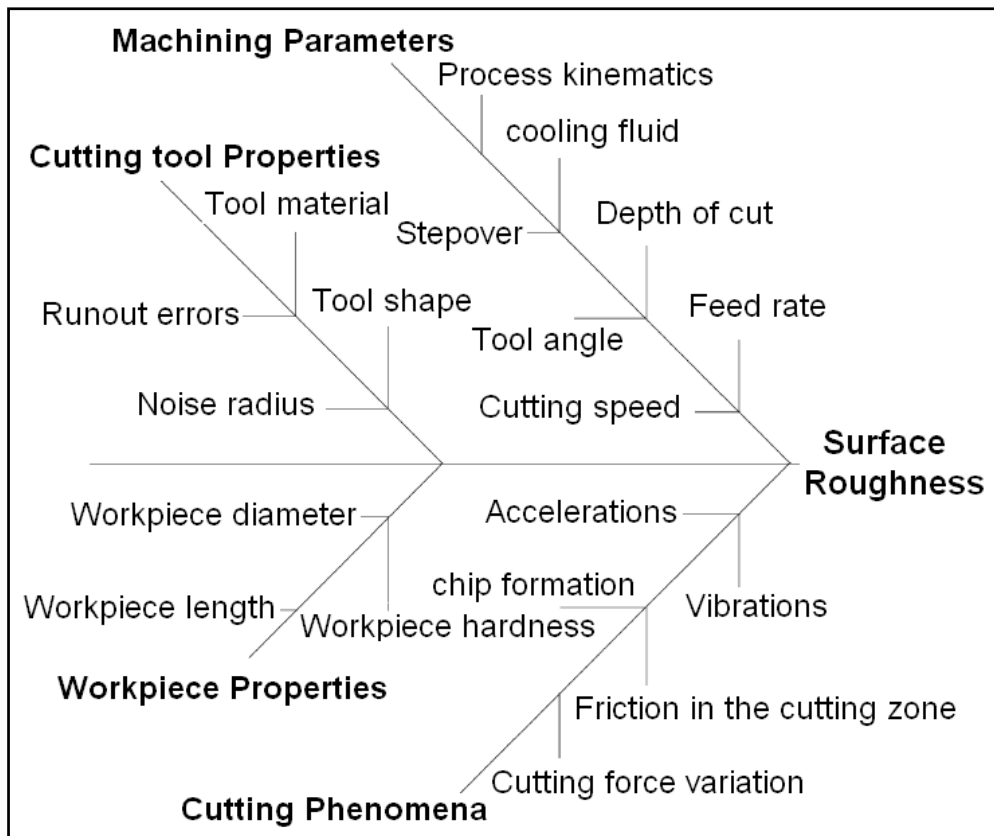 Machining Parameters
Process kinematics
cooling fluid
Cutting tool Properties
Tool material
Stepover
Depth of cut
Runout errors
Tool shape
Feed rate
Tool angle
Noise radius
Cutting speed
Surface
Roughness
Workpiece diameter
Accelerations
chip formation
Workpiece length
Vibrations
Workpiece hardness
Workpiece Properties
Friction in the cutting zone
Cutting force variation
Cutting Phenomena